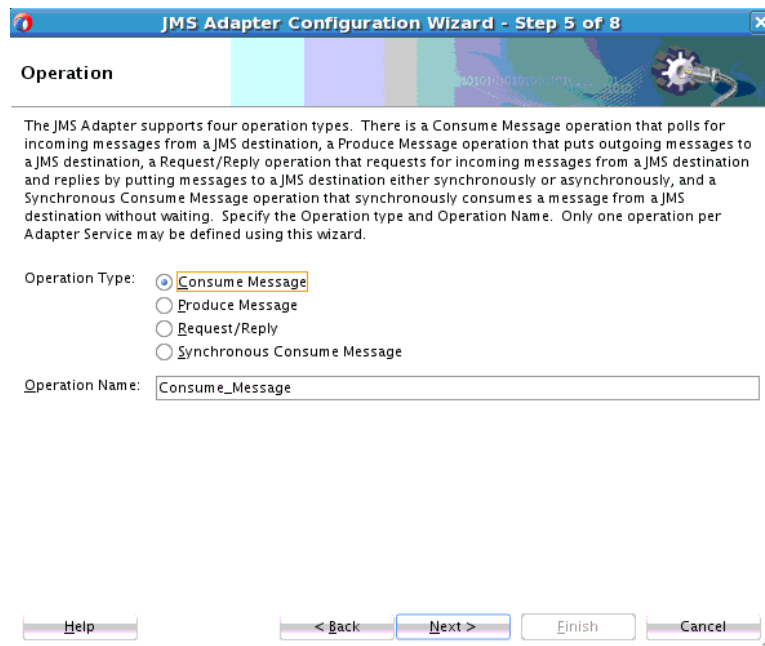 JMS Adapter Configuration Wizard - Step 5 of 8
Operation
The JMS Adapter supports four operation types. There is a Consume Message operation that polls for
incoming messages from a JMS destination, a Produce Message operation that puts outgoing messages to
a JMS destination, a Request/Reply operation that requests for incoming messages from a JMS destination
and replies by putting messages to a JMS destination either synchronously or asynchronously, and a
Synchronous Consume Message operation that synchronously consumes a message from a JMS
destination without waiting. Specify the Operation type and Operation Name. Only one operation per
Adapter Service may be defined using this wizard.
Operation Type:
Consume Message
Produce Message
Request/Reply
Synchronous Consume Message
Operation Name: Consume_Message
Help < Back Next > Finish Cancel